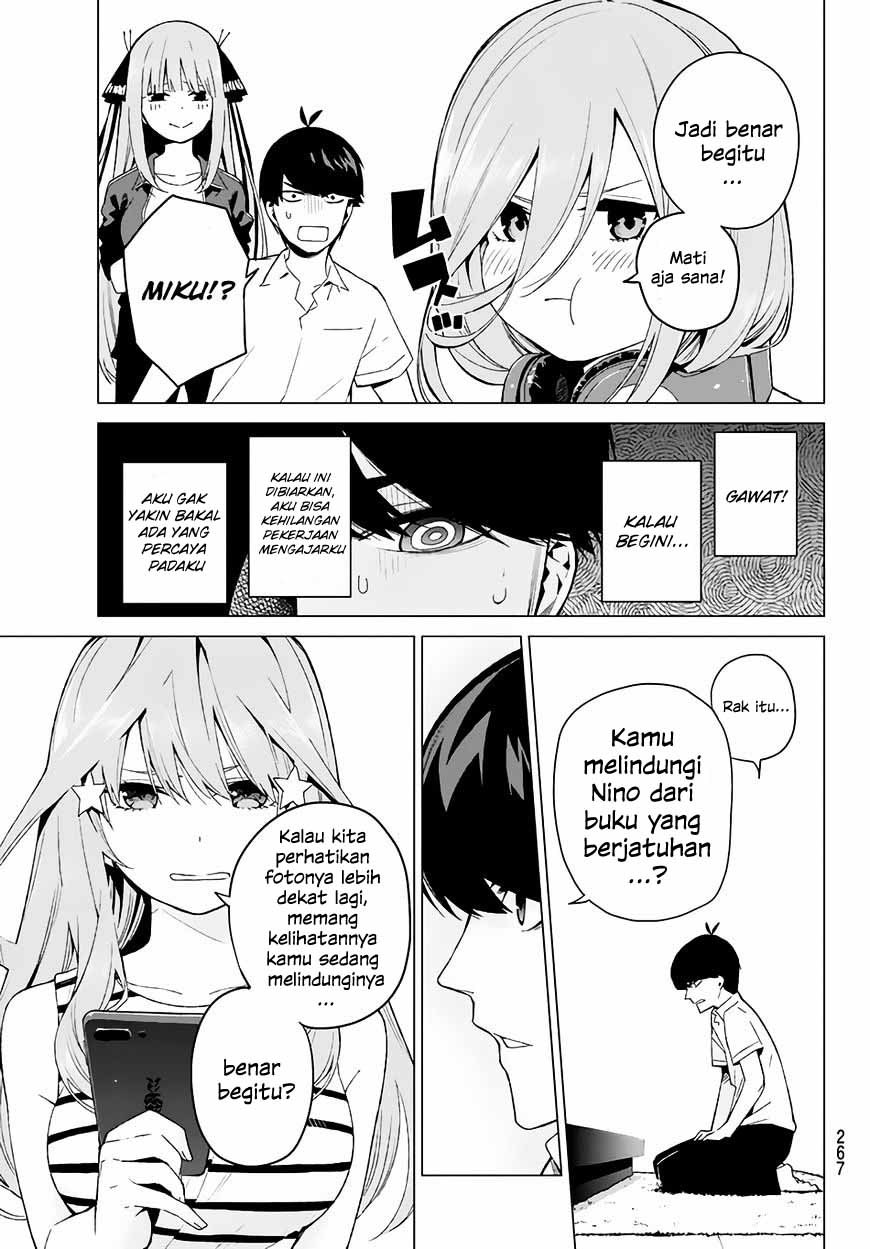 Jadi benar
begitu
...
Mati
aja sana!
MIKU!?
GAWAT!
KALAU
BEGINI...
KALAU INI
DIBIARKAN,
AKU BISA
KEHILANGAN
PEKERJAAN
MENGAJARKU
AKU GAK
YAKIN BAKAL
ADA YANG
PERCAYA
PADAKU
Rak itu...
Kamu
melindungi
Nino dari
buku yang
berjatuhan
...?
Kalau kita
perhatikan
fotonya lebih
dekat lagi,
memang
kelihatannya
kamu sedang
melindunginya
...
benar
begitu?
267